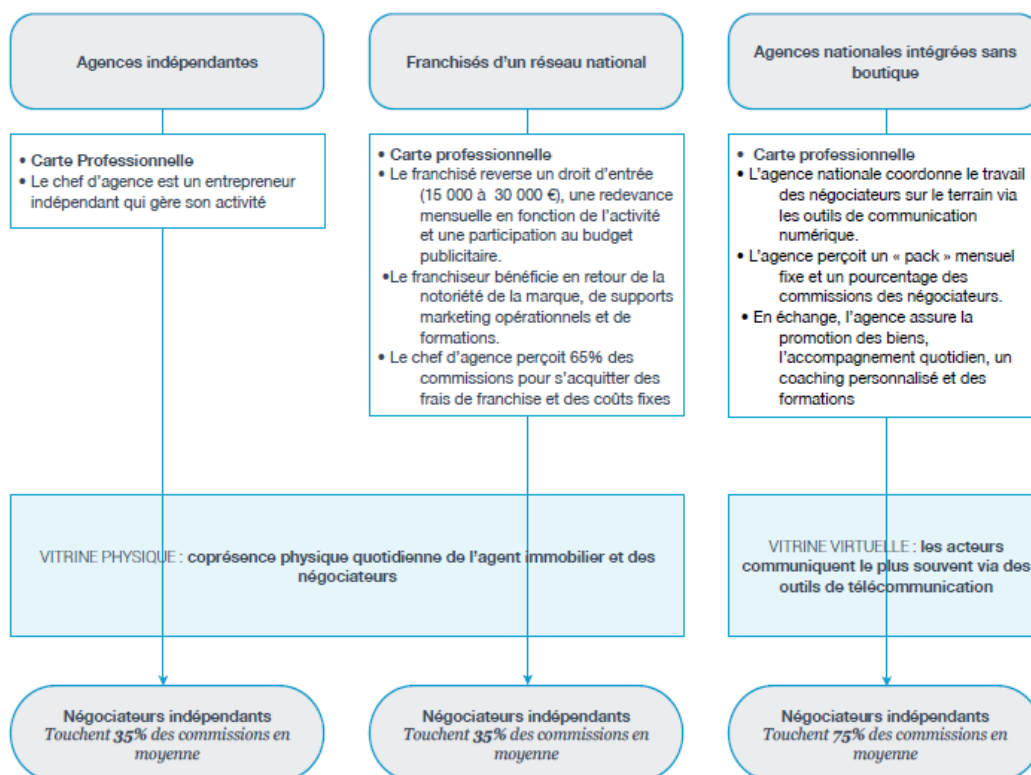 Agences indépendantes
• Carte Professionnelle
• Le chef d'agence est un entrepreneur
indépendant qui gère son activité
Franchisés d'un réseau national
• Carte professionnelle
• Le franchisé reverse un droit d'entrée
(15 000 à 30 000 €), une redevance
mensuelle en fonction de l'activité
et une participation au budget
publicitaire.
•Le franchiseur bénéficie en retour de la
notoriété de la marque, de supports
marketing opérationnels et de
formations.
• Le chef d'agence perçoit 65% des
commissions pour s'acquitter des
frais de franchise et des coûts fixes
Agences nationales intégrées sans
boutique
• Carte professionnelle
• L'agence nationale coordonne le travail
des négociateurs sur le terrain via
les outils de communication
numérique.
• L'agence perçoit un « pack » mensuel
fixe et un pourcentage des
commissions des négociateurs.
• En échange, l'agence assure la
promotion des biens,
l'accompagnement quotidien, un
coaching personnalisé et des
formations
VITRINE PHYSIQUE : coprésence physique quotidienne de l'agent immobilier et des
négociateurs
VITRINE VIRTUELLE : les acteurs
communiquent le plus souvent via des
outils de télécommunication
Négociateurs indépendants
Touchent 35% des commissions en
moyenne
Négociateurs indépendants
Touchent 35% des commissions en
moyenne
Négociateurs indépendants
Touchent 75% des commissions en
moyenne